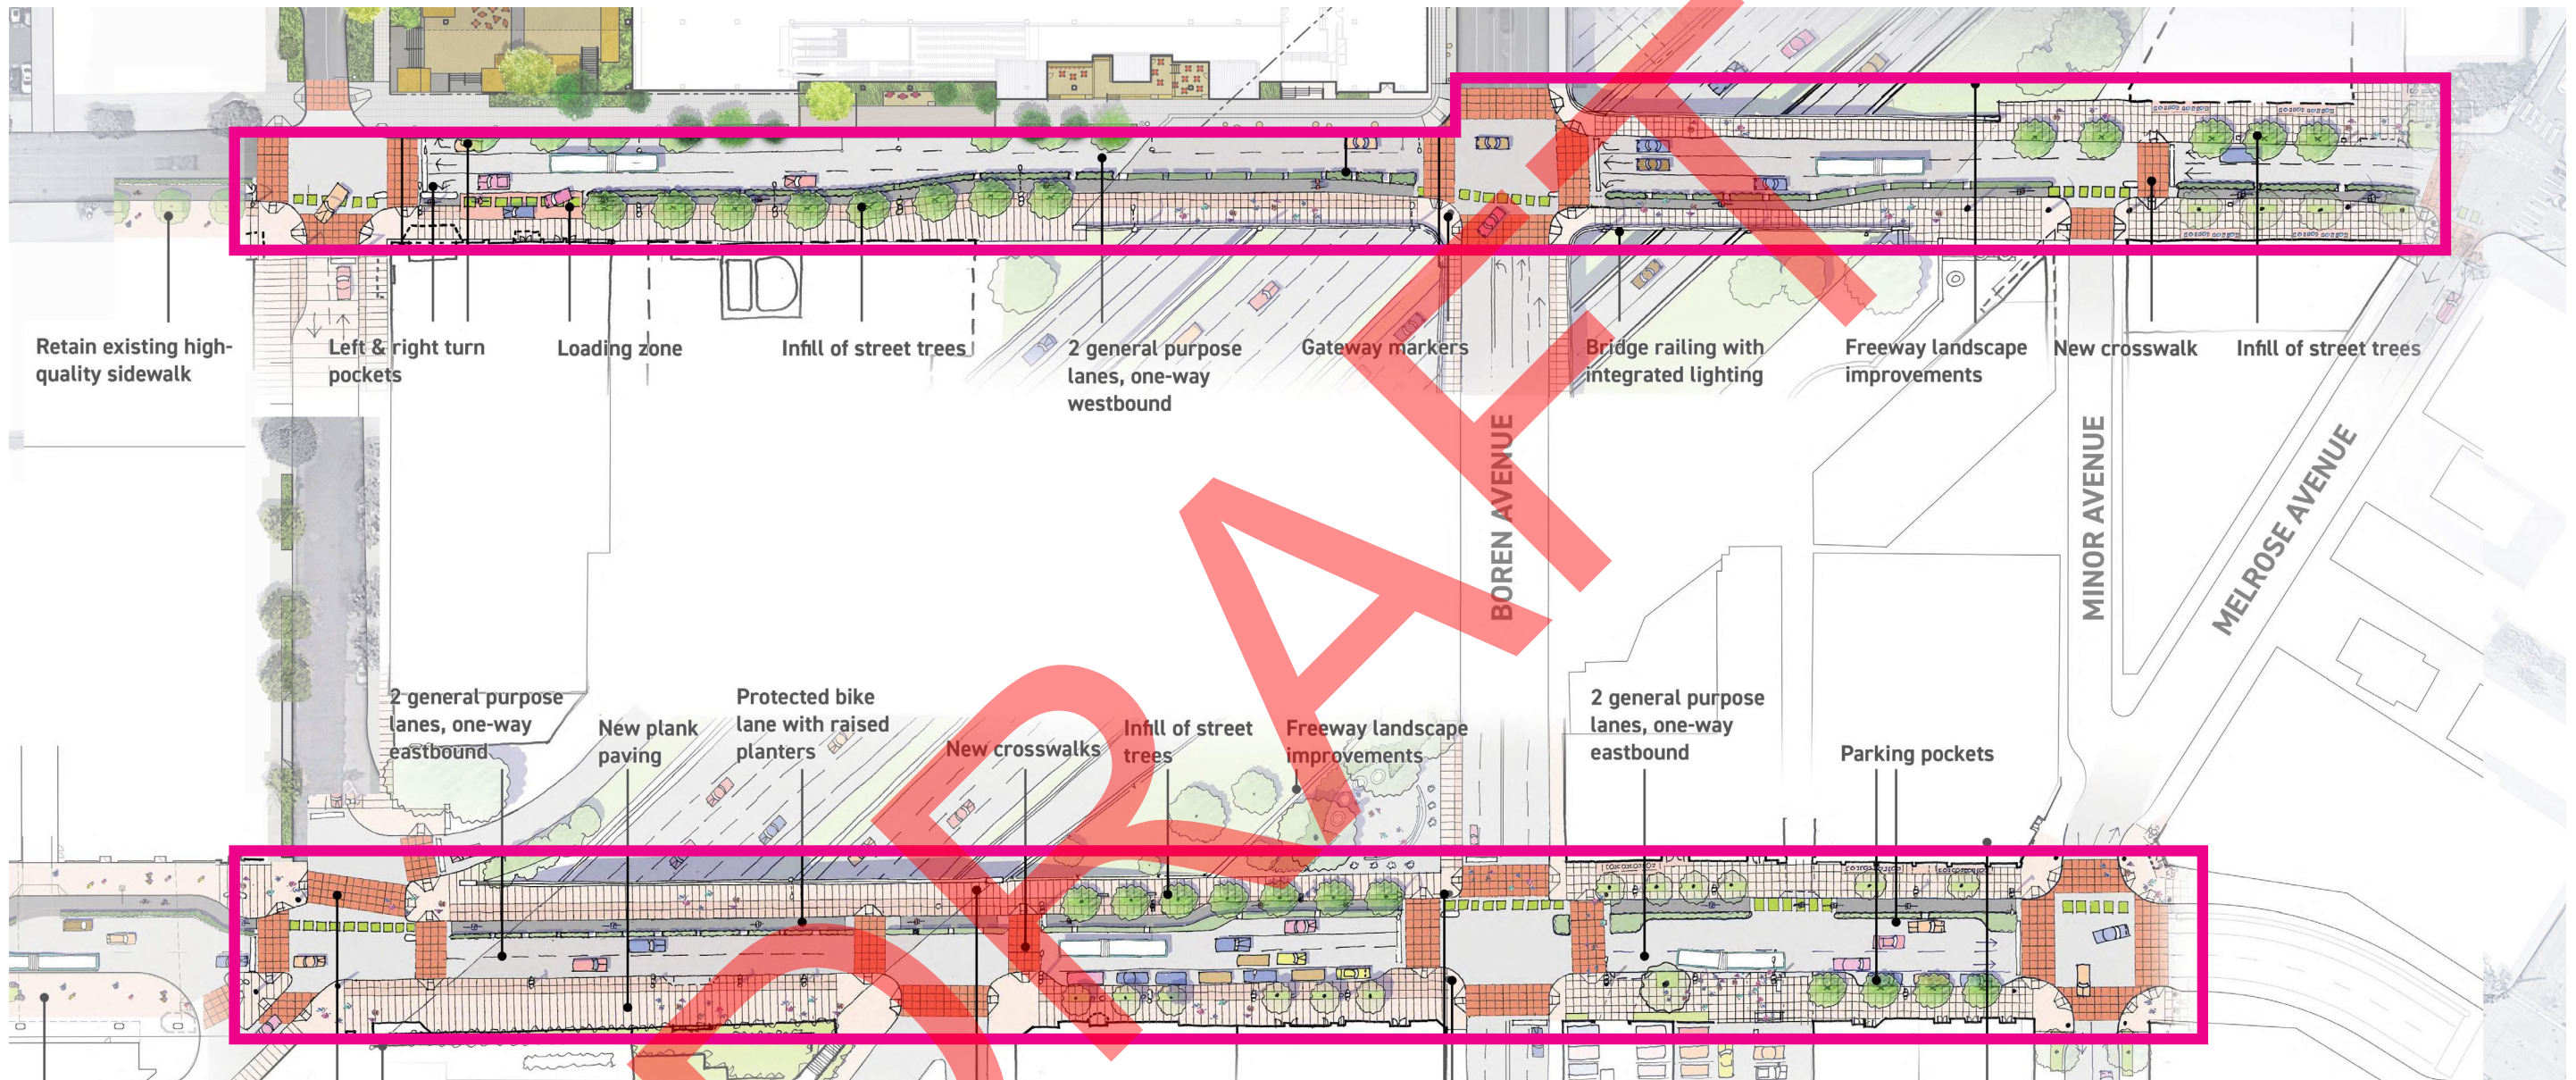 Retain existing high-
quality sidewalk
Left & right turn
pockets
Loading zone
Infill of street trees
2 general purpose
lanes, one-way
westbound
Gateway markers
Bridge railing with
integrated lighting
Freeway landscape
improvements
New crosswalk
Infill of street trees
BOREN AVENUE
MINOR AVENUE
MELROSE AVENUE
DRAFT
2 general purpose
lanes, one-way
eastbound
New plank
paving
Protected bike
lane with raised
planters
New crosswalks
Infill of street
trees
Freeway landscape
improvements
2 general purpose
lanes, one-way
eastbound
Parking pockets